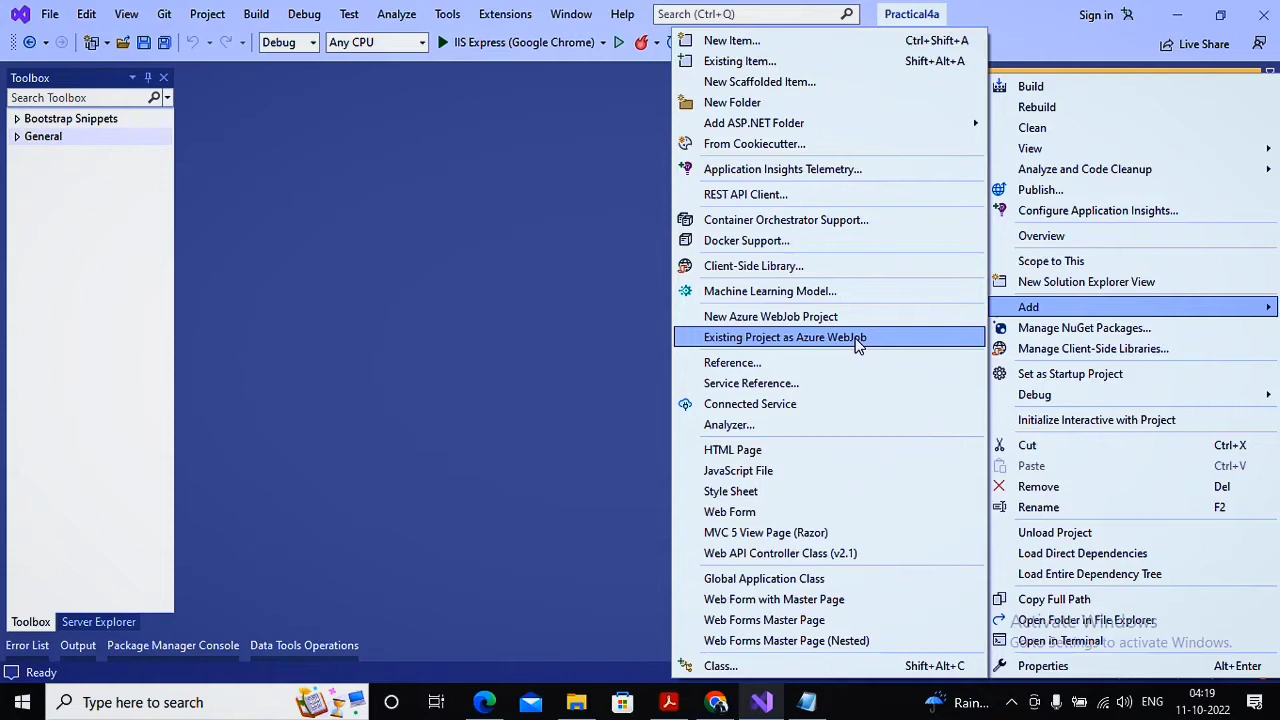 File Edit View Git Project Build Debug Test Analyze Tools Extensions Window Help Search (Ctrl+Q) Practical4a Sign in
Debug Any CPU IIS Express (Google Chrome) Live Share
Toolbox
Search Toolbox
Bootstrap Snippets
General
New Item... Ctrl+Shift+A
Existing Item... Shift+Alt+A
New Scaffolded Item...
New Folder
Add ASP.NET Folder
From Cookiecutter...
Application Insights Telemetry...
REST API Client...
Container Orchestrator Support...
Docker Support...
Client-Side Library...
Machine Learning Model...
New Azure WebJob Project
Existing Project as Azure WebJob
Reference...
Service Reference...
Connected Service
Analyzer...
HTML Page
JavaScript File
Style Sheet
Web Form
MVC 5 View Page (Razor)
Web API Controller Class (v2.1)
Global Application Class
Web Form with Master Page
Web Forms Master Page
Web Forms Master Page (Nested)
Class... Shift+Alt+C
Build
Rebuild
Clean
View
Analyze and Code Cleanup
Publish...
Configure Application Insights...
Overview
Scope to This
New Solution Explorer View
Add
Manage NuGet Packages...
Manage Client-Side Libraries...
Set as Startup Project
Debug
Initialize Interactive with Project
Cut Ctrl+X
Paste Ctrl+V
Remove Del
Rename F2
Unload Project
Load Direct Dependencies
Load Entire Dependency Tree
Copy Full Path
Open Folder in File Explorer
Open in Terminal
Properties Alt+Enter
Activate Windows
Go to Settings to activate Windows.
Toolbox Server Explorer
Error List Output Package Manager Console Data Tools Operations
Ready
Type here to search
Rain... ENG 04:19
11-10-2022